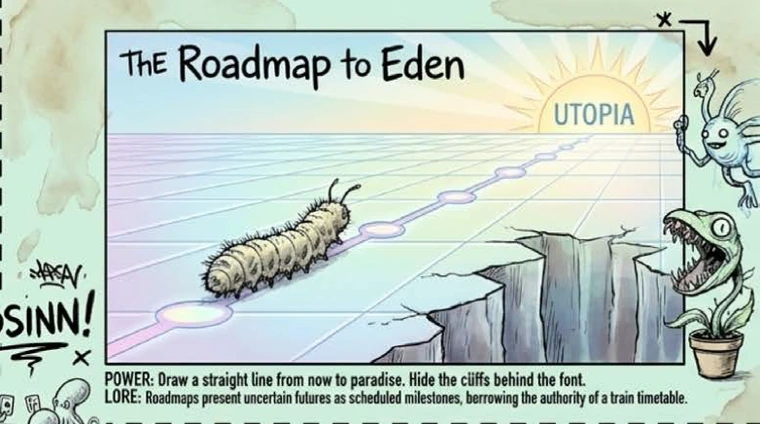 THE Roadmap to Eden
UTOPIA
SINN!
POWER: Draw a straight line from now to paradise. Hide the cliffs behind the font.
LORE: Roadmaps present uncertain futures as scheduled milestones, berrowing the authority of a train timetable.